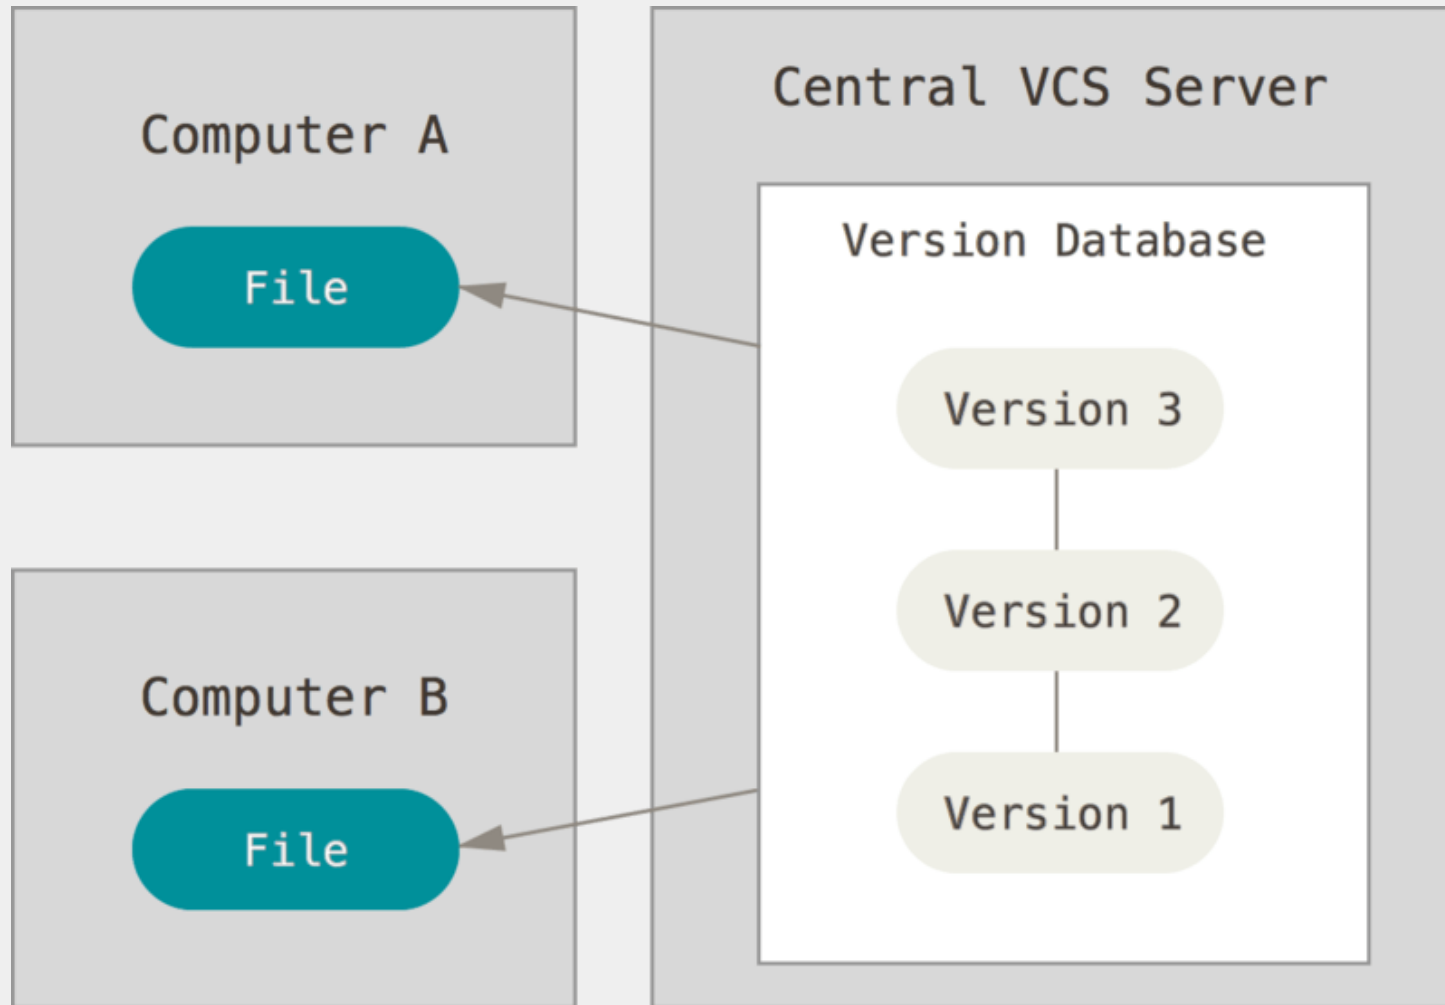 Computer A
File
Computer B
File
Central VCS Server
Version Database
Version 3
Version 2
Version 1